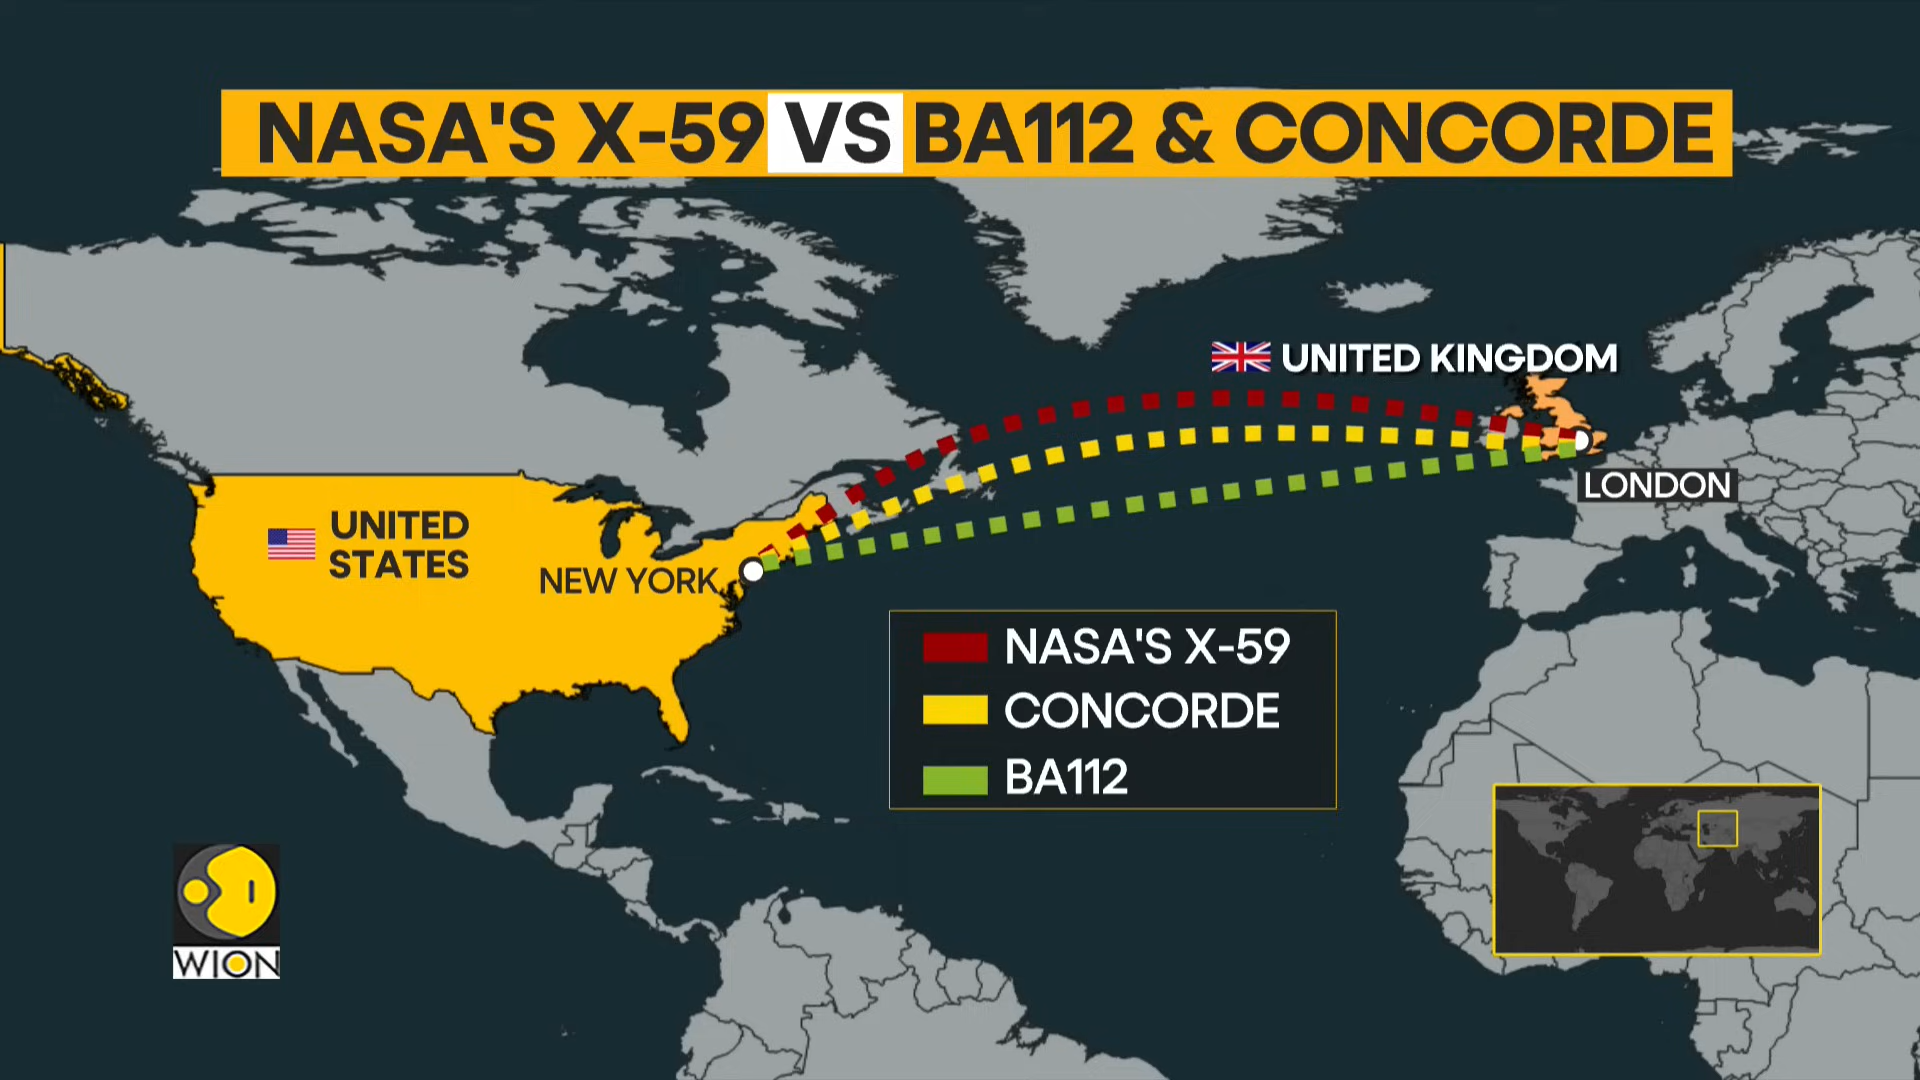 NASA'S X-59 VS BA112 & CONCORDE
UNITED KINGDOM
LONDON
UNITED
STATES
NEW YORK
NASA'S X-59
CONCORDE
BA112
WION